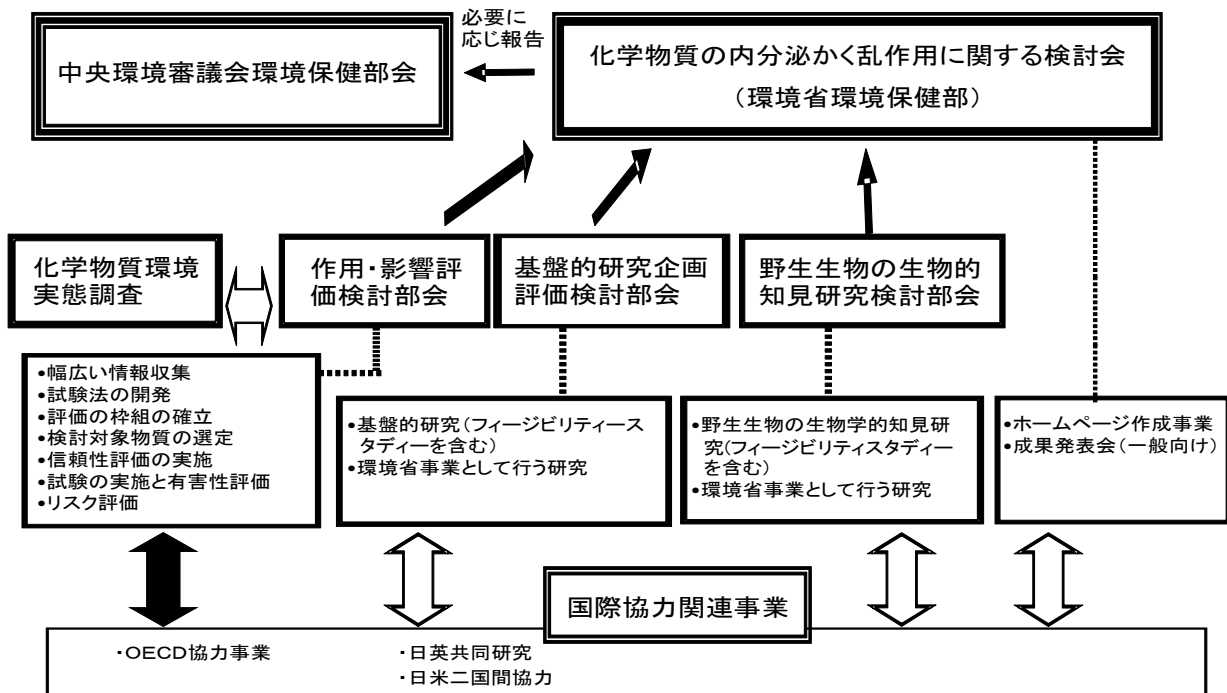 必要に
応じ報告
中央環境審議会環境保健部会
化学物質の内分泌かく乱作用に関する検討会
（環境省環境保健部）
化学物質環境
実態調査
作用・影響評
価検討部会
基盤的研究企画
評価検討部会
野生生物の生物的
知見研究検討部会
•幅広い情報収集
•試験法の開発
•評価の枠組の確立
•検討対象物質の選定
•信頼性評価の実施
•試験の実施と有害性評価
•リスク評価
•基盤的研究（フィージビリティース
タディーを含む）
•環境省事業として行う研究
•野生生物の生物学的知見研
究(フィージビリティスタディー
を含む）
•環境省事業として行う研究
•ホームページ作成事業
•成果発表会（一般向け）
国際協力関連事業
・OECD協力事業
・日英共同研究
・日米二国間協力